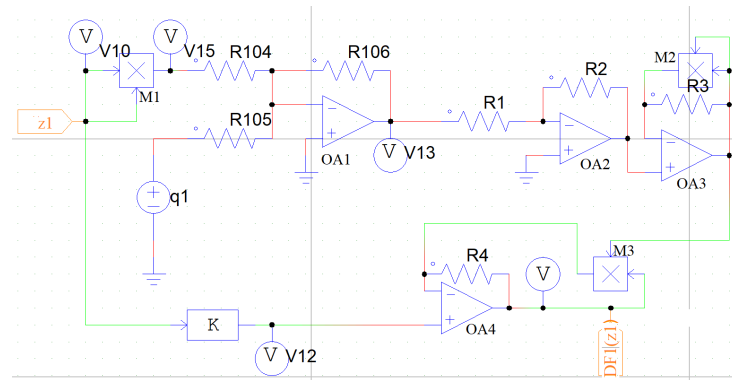 V
V
V10
V15
R104
R106
M1
z1
R105
OA1
V
V13
R1
R2
OA2
M2
R3
OA3
q1
M3
R4
V
OA4
K
V
V12
DF1|(z1)